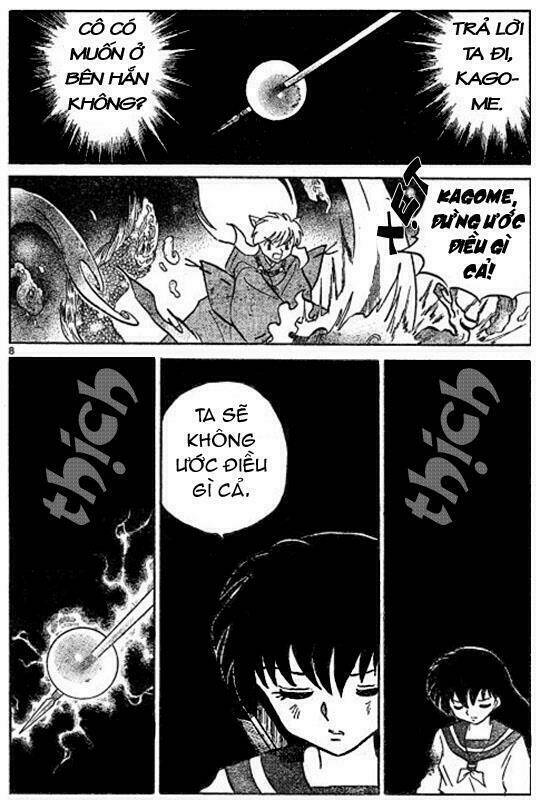 TRẢ LỜI
TA ĐI,
KAGO-
ME.
CÔ CÓ
MUỐN Ở
BÊN HẮN
KHÔNG?
KAGOME,
ĐỪNG ƯỚC
ĐIỀU GÌ
CẢ!
8
thịch
TA SẼ
KHÔNG
ƯỚC ĐIỀU
GÌ CẢ.
thịch